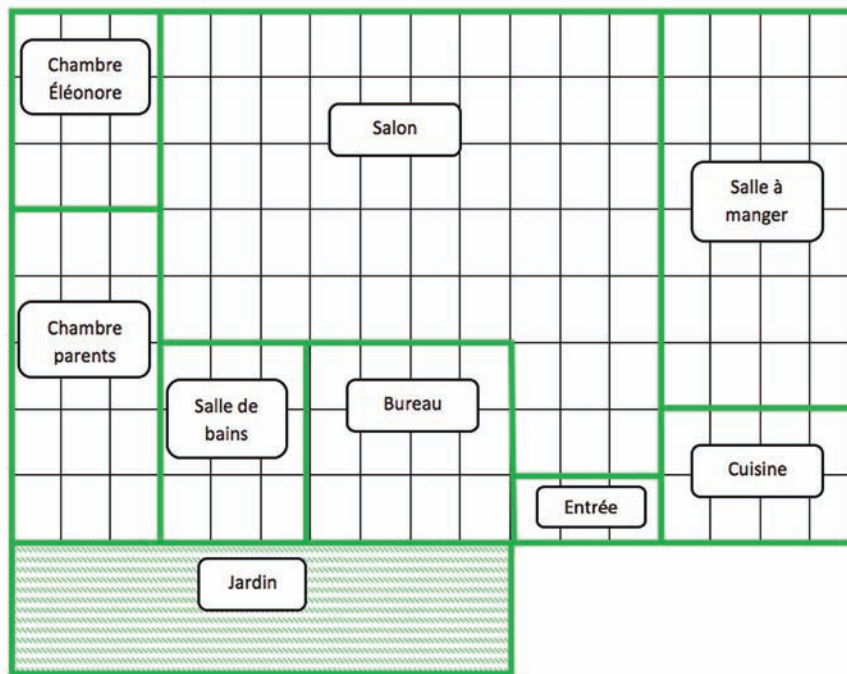 Chambre
Éléonore
Salon
Salle à
manger
Chambre
parents
Salle de
bains
Bureau
Cuisine
Entrée
Jardin